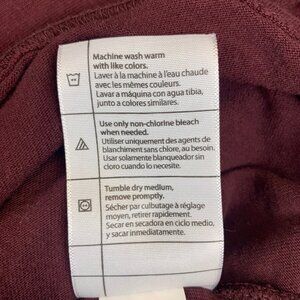 Machine wash warm
with like colors.
Laver à la machine à l'eau chaude
avec les mêmes couleurs.
Lavar a máquina con agua tibia,
junto a colores similares.
Use only non-chlorine bleach
when needed.
Utiliser uniquement des agents de
blanchiment sans chlore, au besoin.
Usar solamente blanqueador sin
cloro cuando lo necesite.
Tumble dry medium,
remove promptly.
Sécher par culbutage à réglage
moyen, retirer rapidement.
Secar en secadora en ciclo medio,
y sacar inmediatamente.